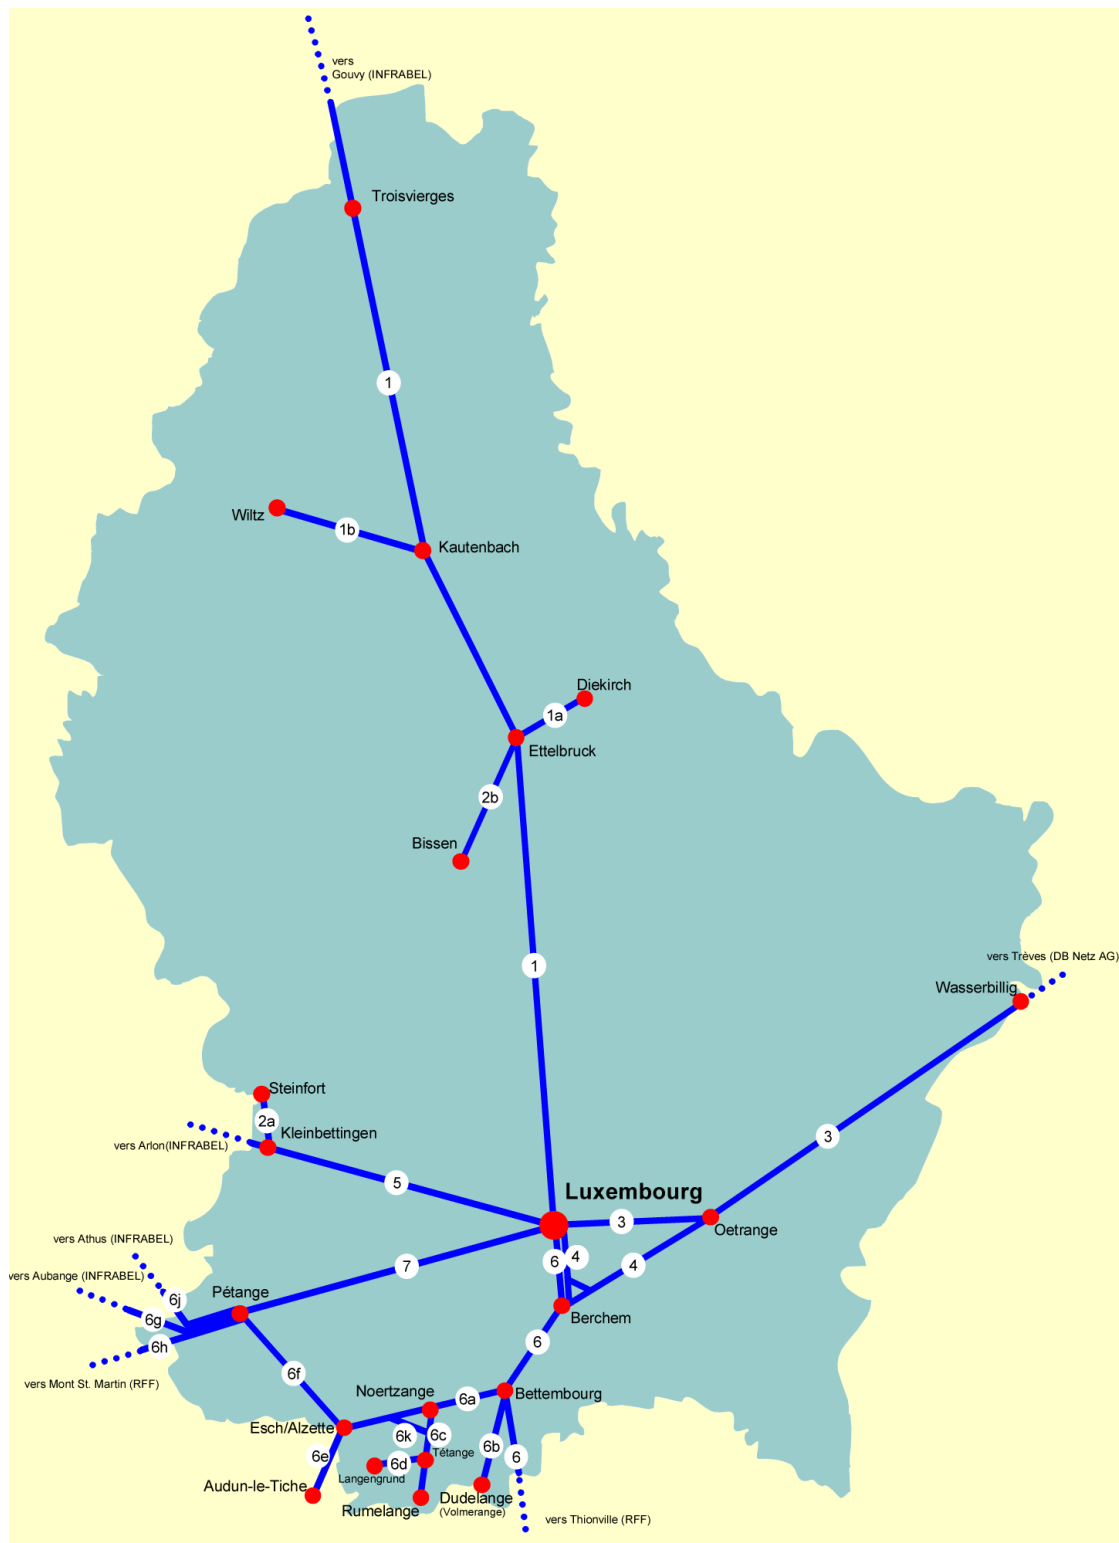 vers
Gouvy (INFRABEL)
Troisvierges
1
Wiltz
1b
Kautenbach
Diekirch
1a
Ettelbruck
2b
Bissen
1
vers Trèves (DB Netz AG)
Wasserbillig
Steinfort
2a
Kleinbettingen
vers Arlon(INFRABEL)
3
5
Luxembourg
3
Oetrange
vers Athus (INFRABEL)
6
4
4
7
vers Aubange (INFRABEL)
Pétange
6j
6g
Berchem
6h
6
6f
vers Mont St. Martin (RFF)
Noertzange
6a
Bettembourg
Esch/Alzette
6k
6c
6b
6
6e
Tétange
6d
Langengrund
Audun-le-Tiche
Rumelange
Dudelange
(Volmerange)
vers Thionville (RFF)